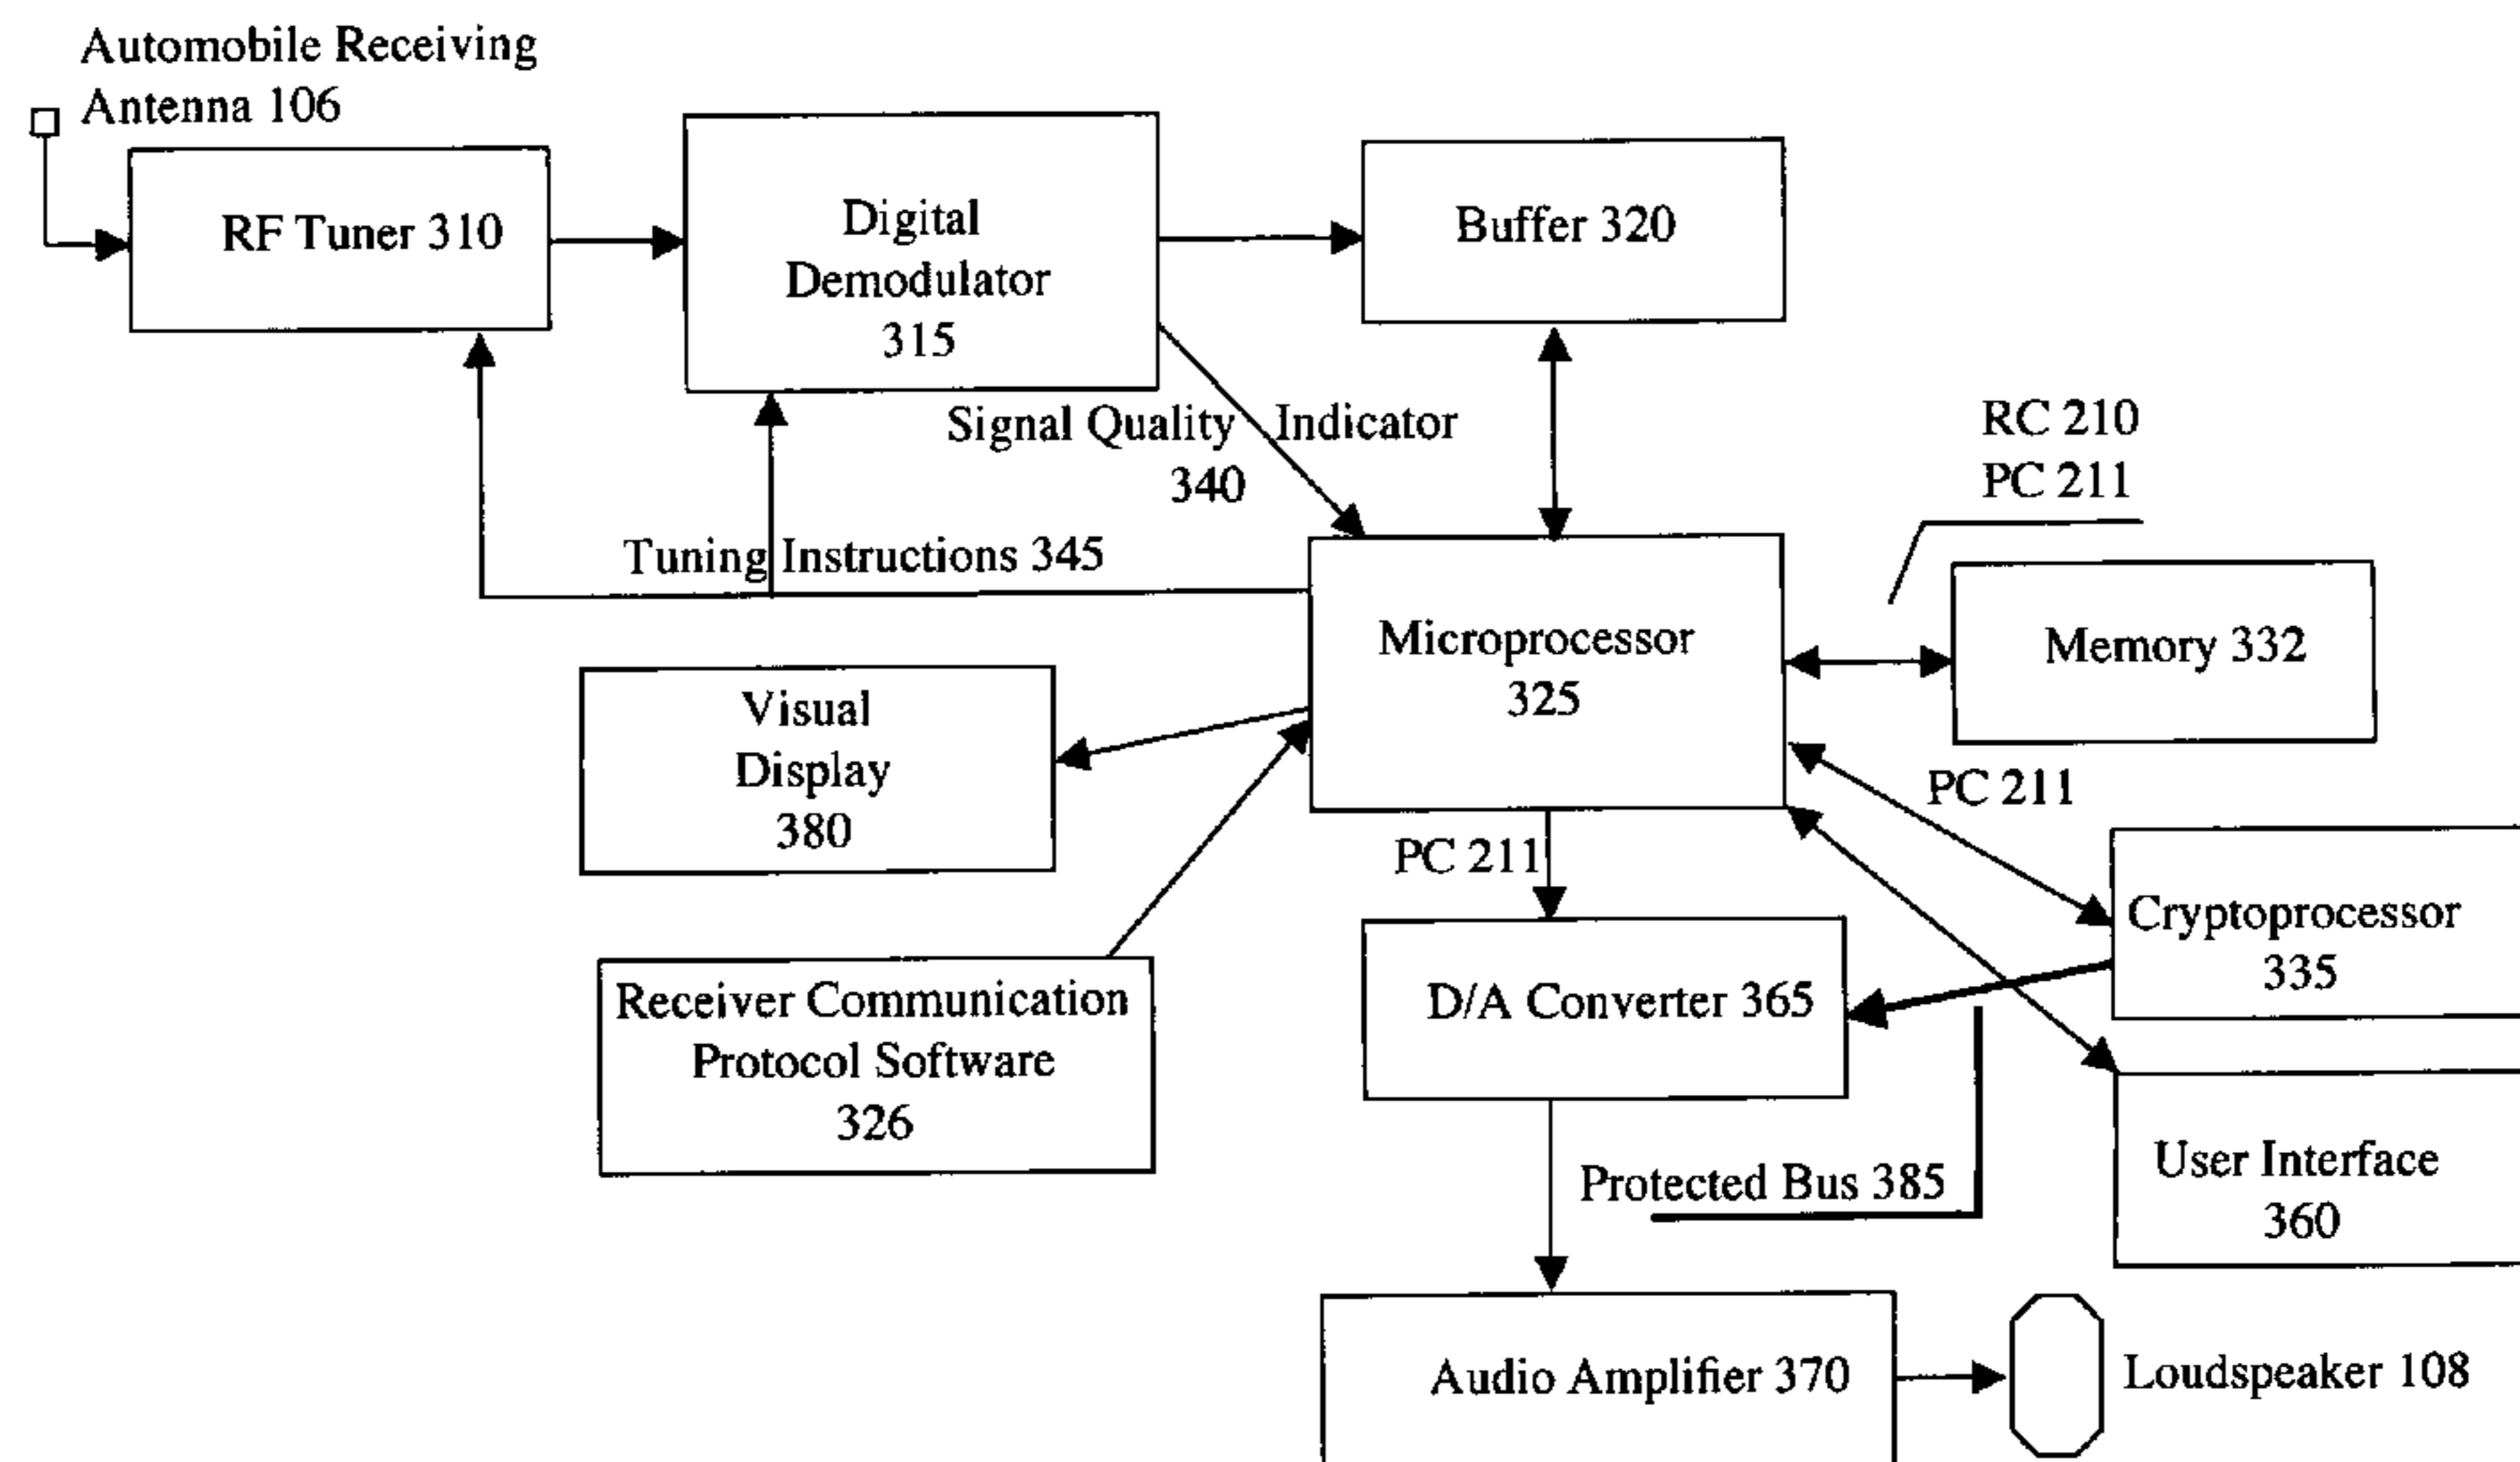 Automobile Receiving
Antenna 106
RF Tuner 310
Digital
Demodulator
315
Buffer 320
Signal Quality Indicator
340
RC 210
PC 211
Tuning Instructions 345
Microprocessor
325
Memory 332
Visual
Display
380
PC 211
PC 211
Cryptoprocessor
335
Receiver Communication
Protocol Software
326
D/A Converter 365
Protected Bus 385
User Interface
360
Audio Amplifier 370
Loudspeaker 108